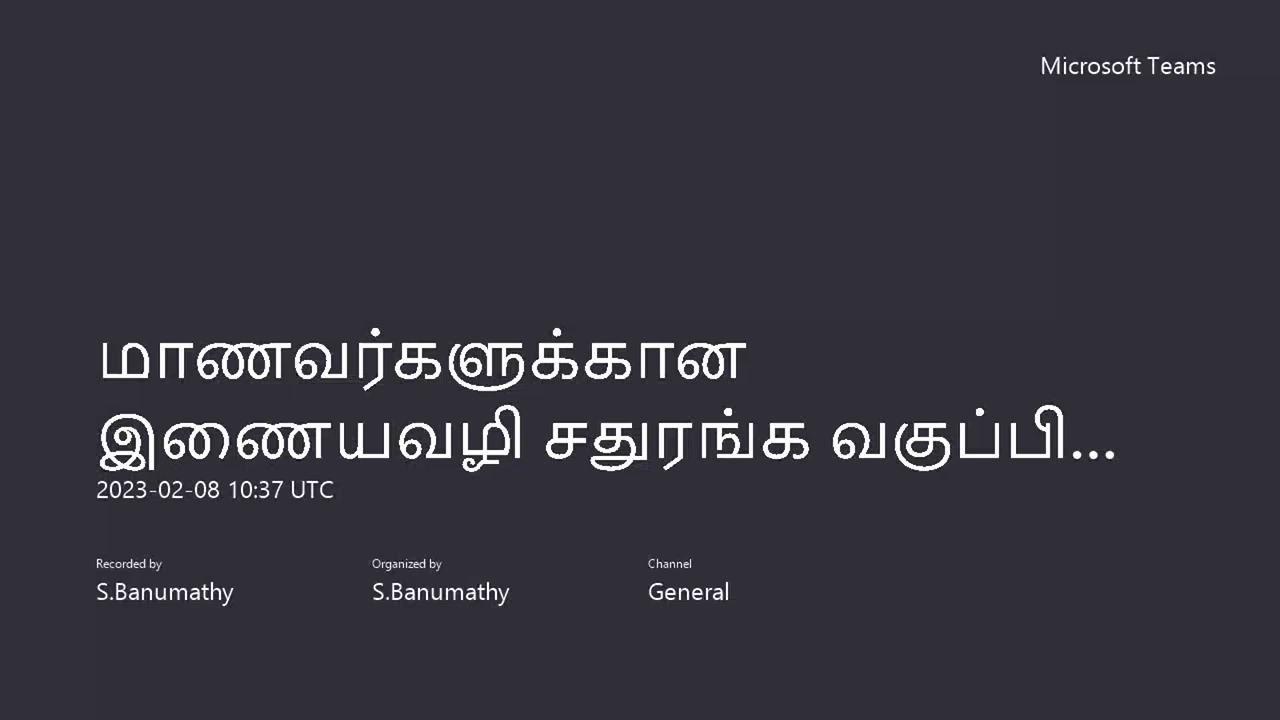 Microsoft Teams
மாணவர்களுக்கான
இணையவழி சதுரங்க வகுப்பி...
2023-02-08 10:37 UTC
Recorded by Organized by Channel
S.Banumathy S.Banumathy General